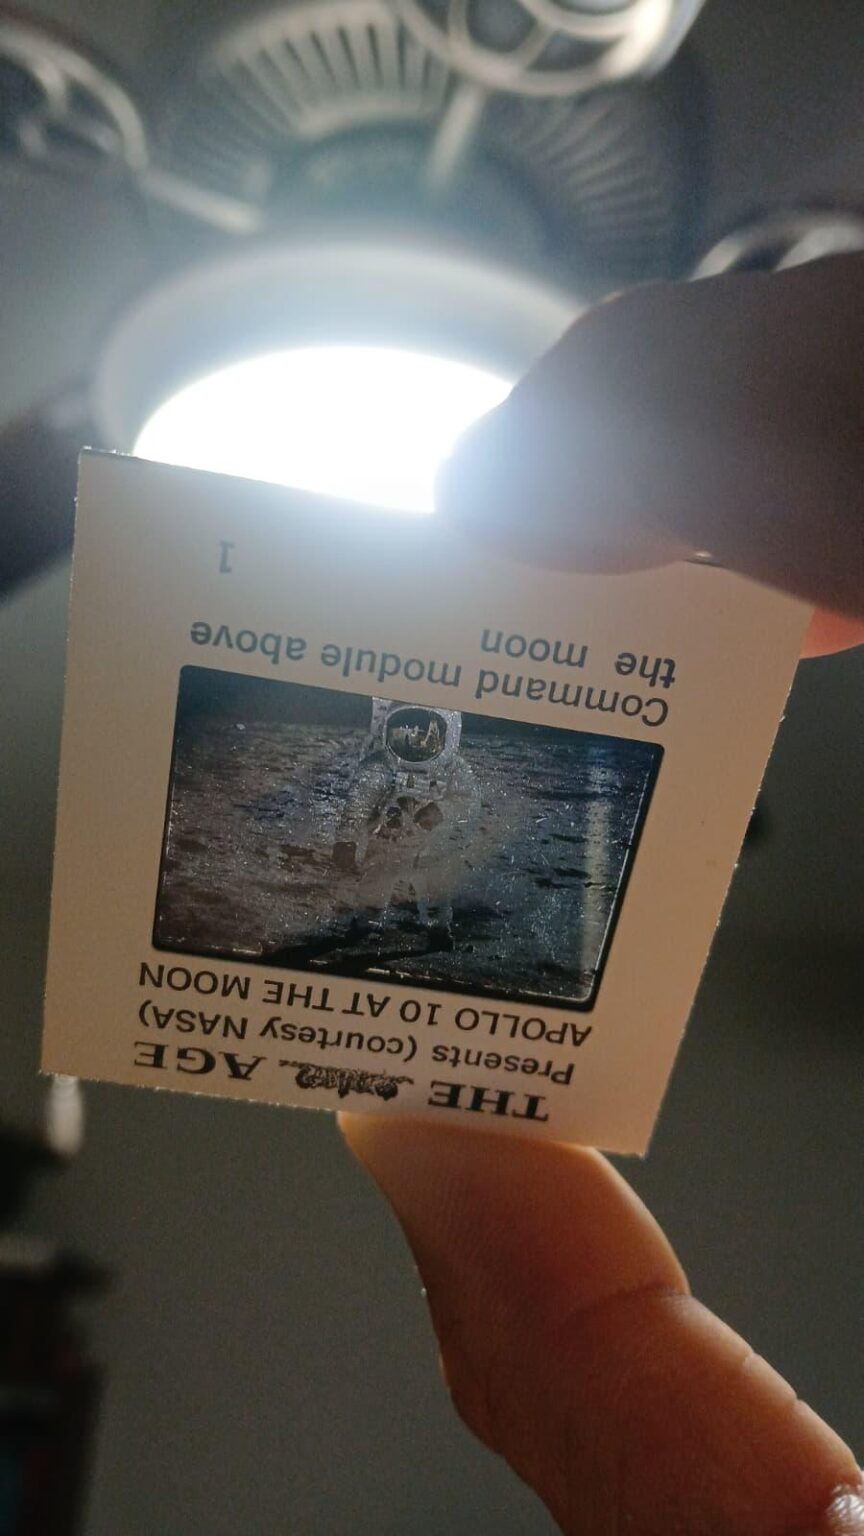 THE AGE
Presents (courtesy NASA)
APOLLO 10 AT THE MOON
Command module above
the moon
1